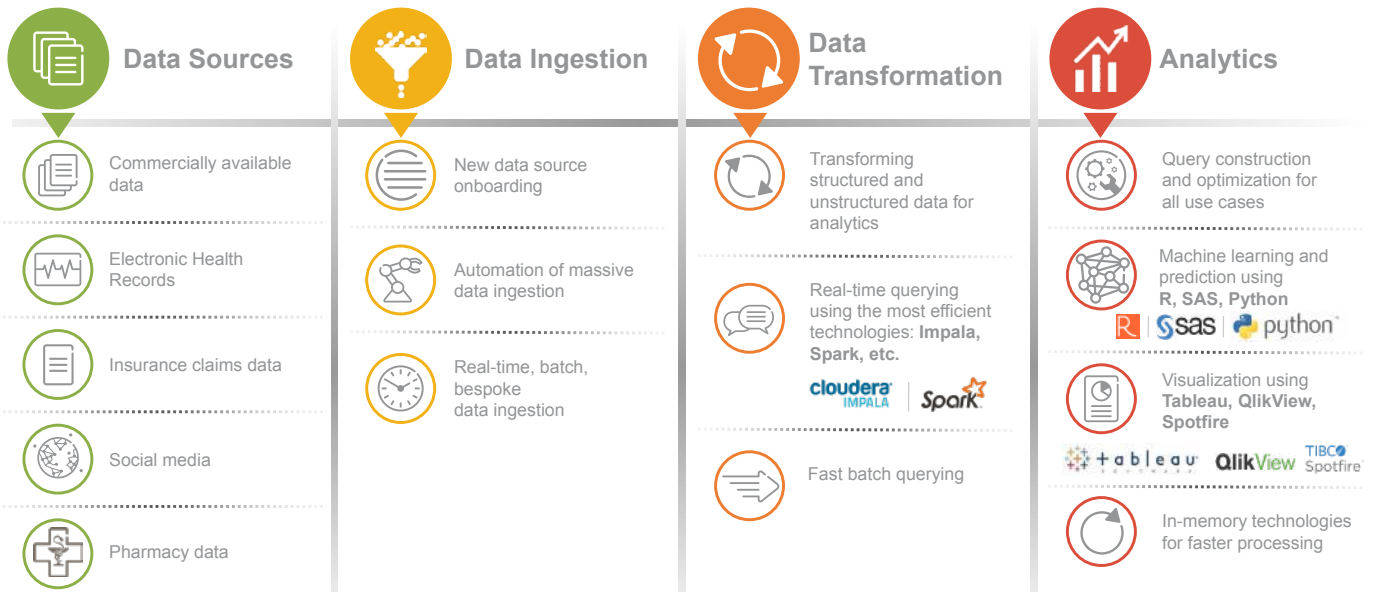 Data Sources
Commercially available
data
Electronic Health
Records
Insurance claims data
Social media
Pharmacy data
Data Ingestion
New data source
onboarding
Automation of massive
data ingestion
Real-time, batch,
bespoke
data ingestion
Data
Transformation
Transforming
structured and
unstructured data for
analytics
Real-time querying
using the most efficient
technologies: Impala,
Spark, etc.
cloudera
IMPALA
Spark
Fast batch querying
Analytics
Query construction
and optimization for
all use cases
Machine learning and
prediction using
R, SAS, Python
R sas python
Visualization using
Tableau, QlikView,
Spotfire
tableau QlikView TIBCO
SOFTWARE Spotfire
In-memory technologies
for faster processing